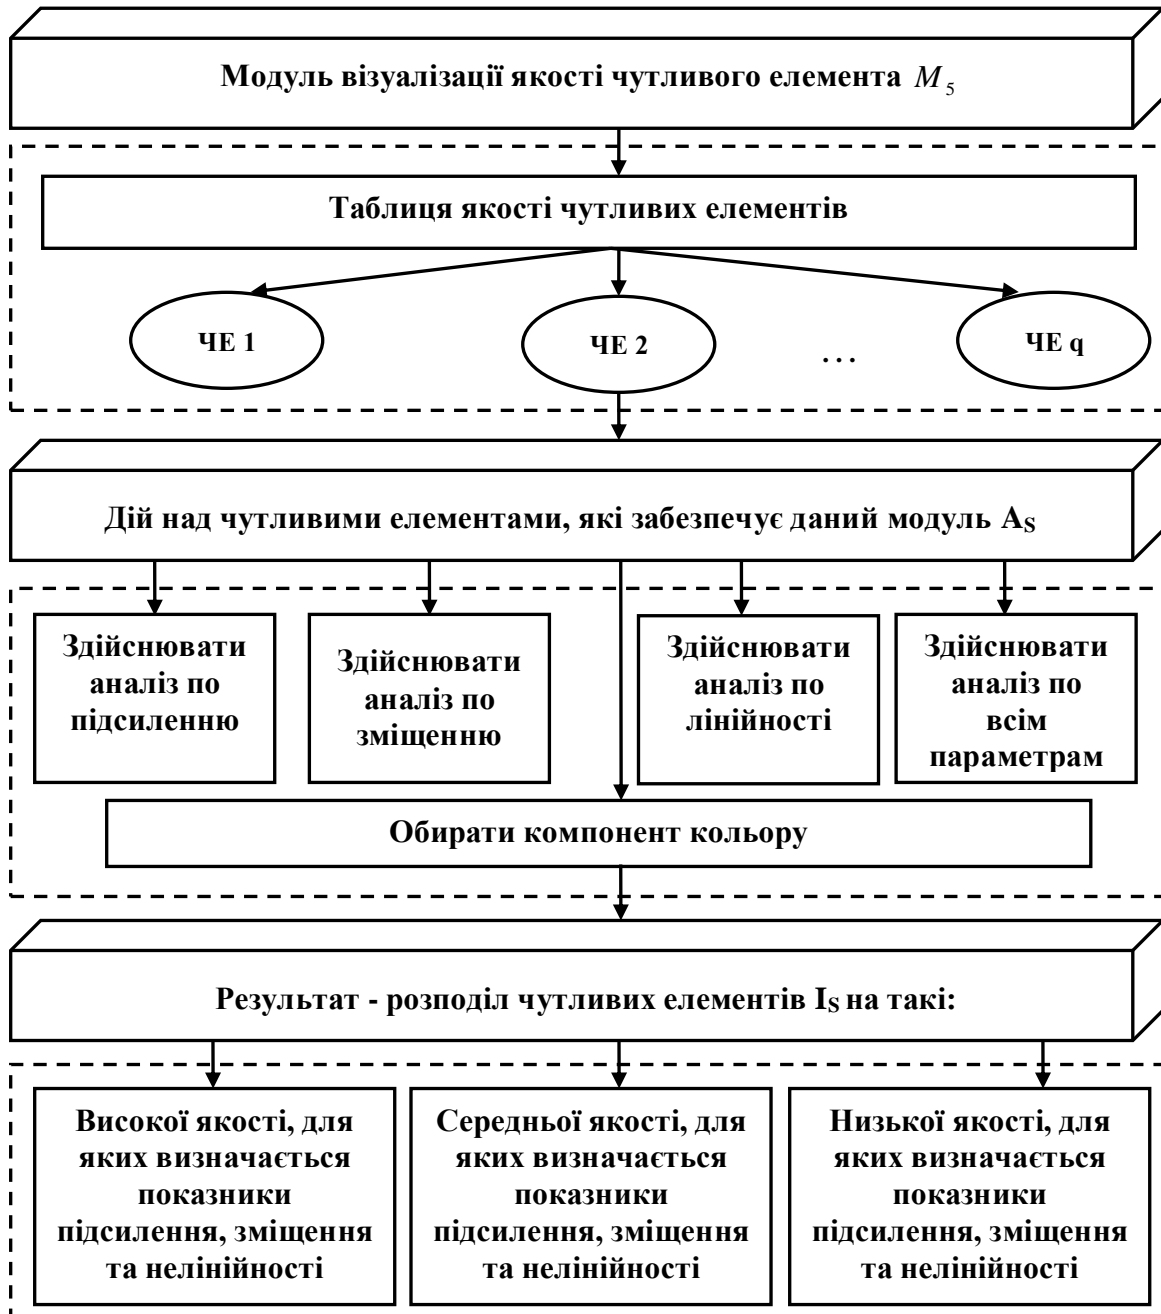 Модуль візуалізації якості чутливого елемента M₅
Таблиця якості чутливих елементів
ЧЕ 1
ЧЕ 2
...
ЧЕ q
Дій над чутливими елементами, які забезпечує даний модуль Aₛ
Здійснювати
аналіз по
підсиленню
Здійснювати
аналіз по
зміщенню
Здійснювати
аналіз по
лінійності
Здійснювати
аналіз по
всім
параметрам
Обирати компонент кольору
Результат - розподіл чутливих елементів Iₛ на такі:
Високої якості, для
яких визначається
показники
підсилення, зміщення
та нелінійності
Середньої якості, для
яких визначається
показники
підсилення, зміщення
та нелінійності
Низької якості, для
яких визначається
показники
підсилення, зміщення
та нелінійності